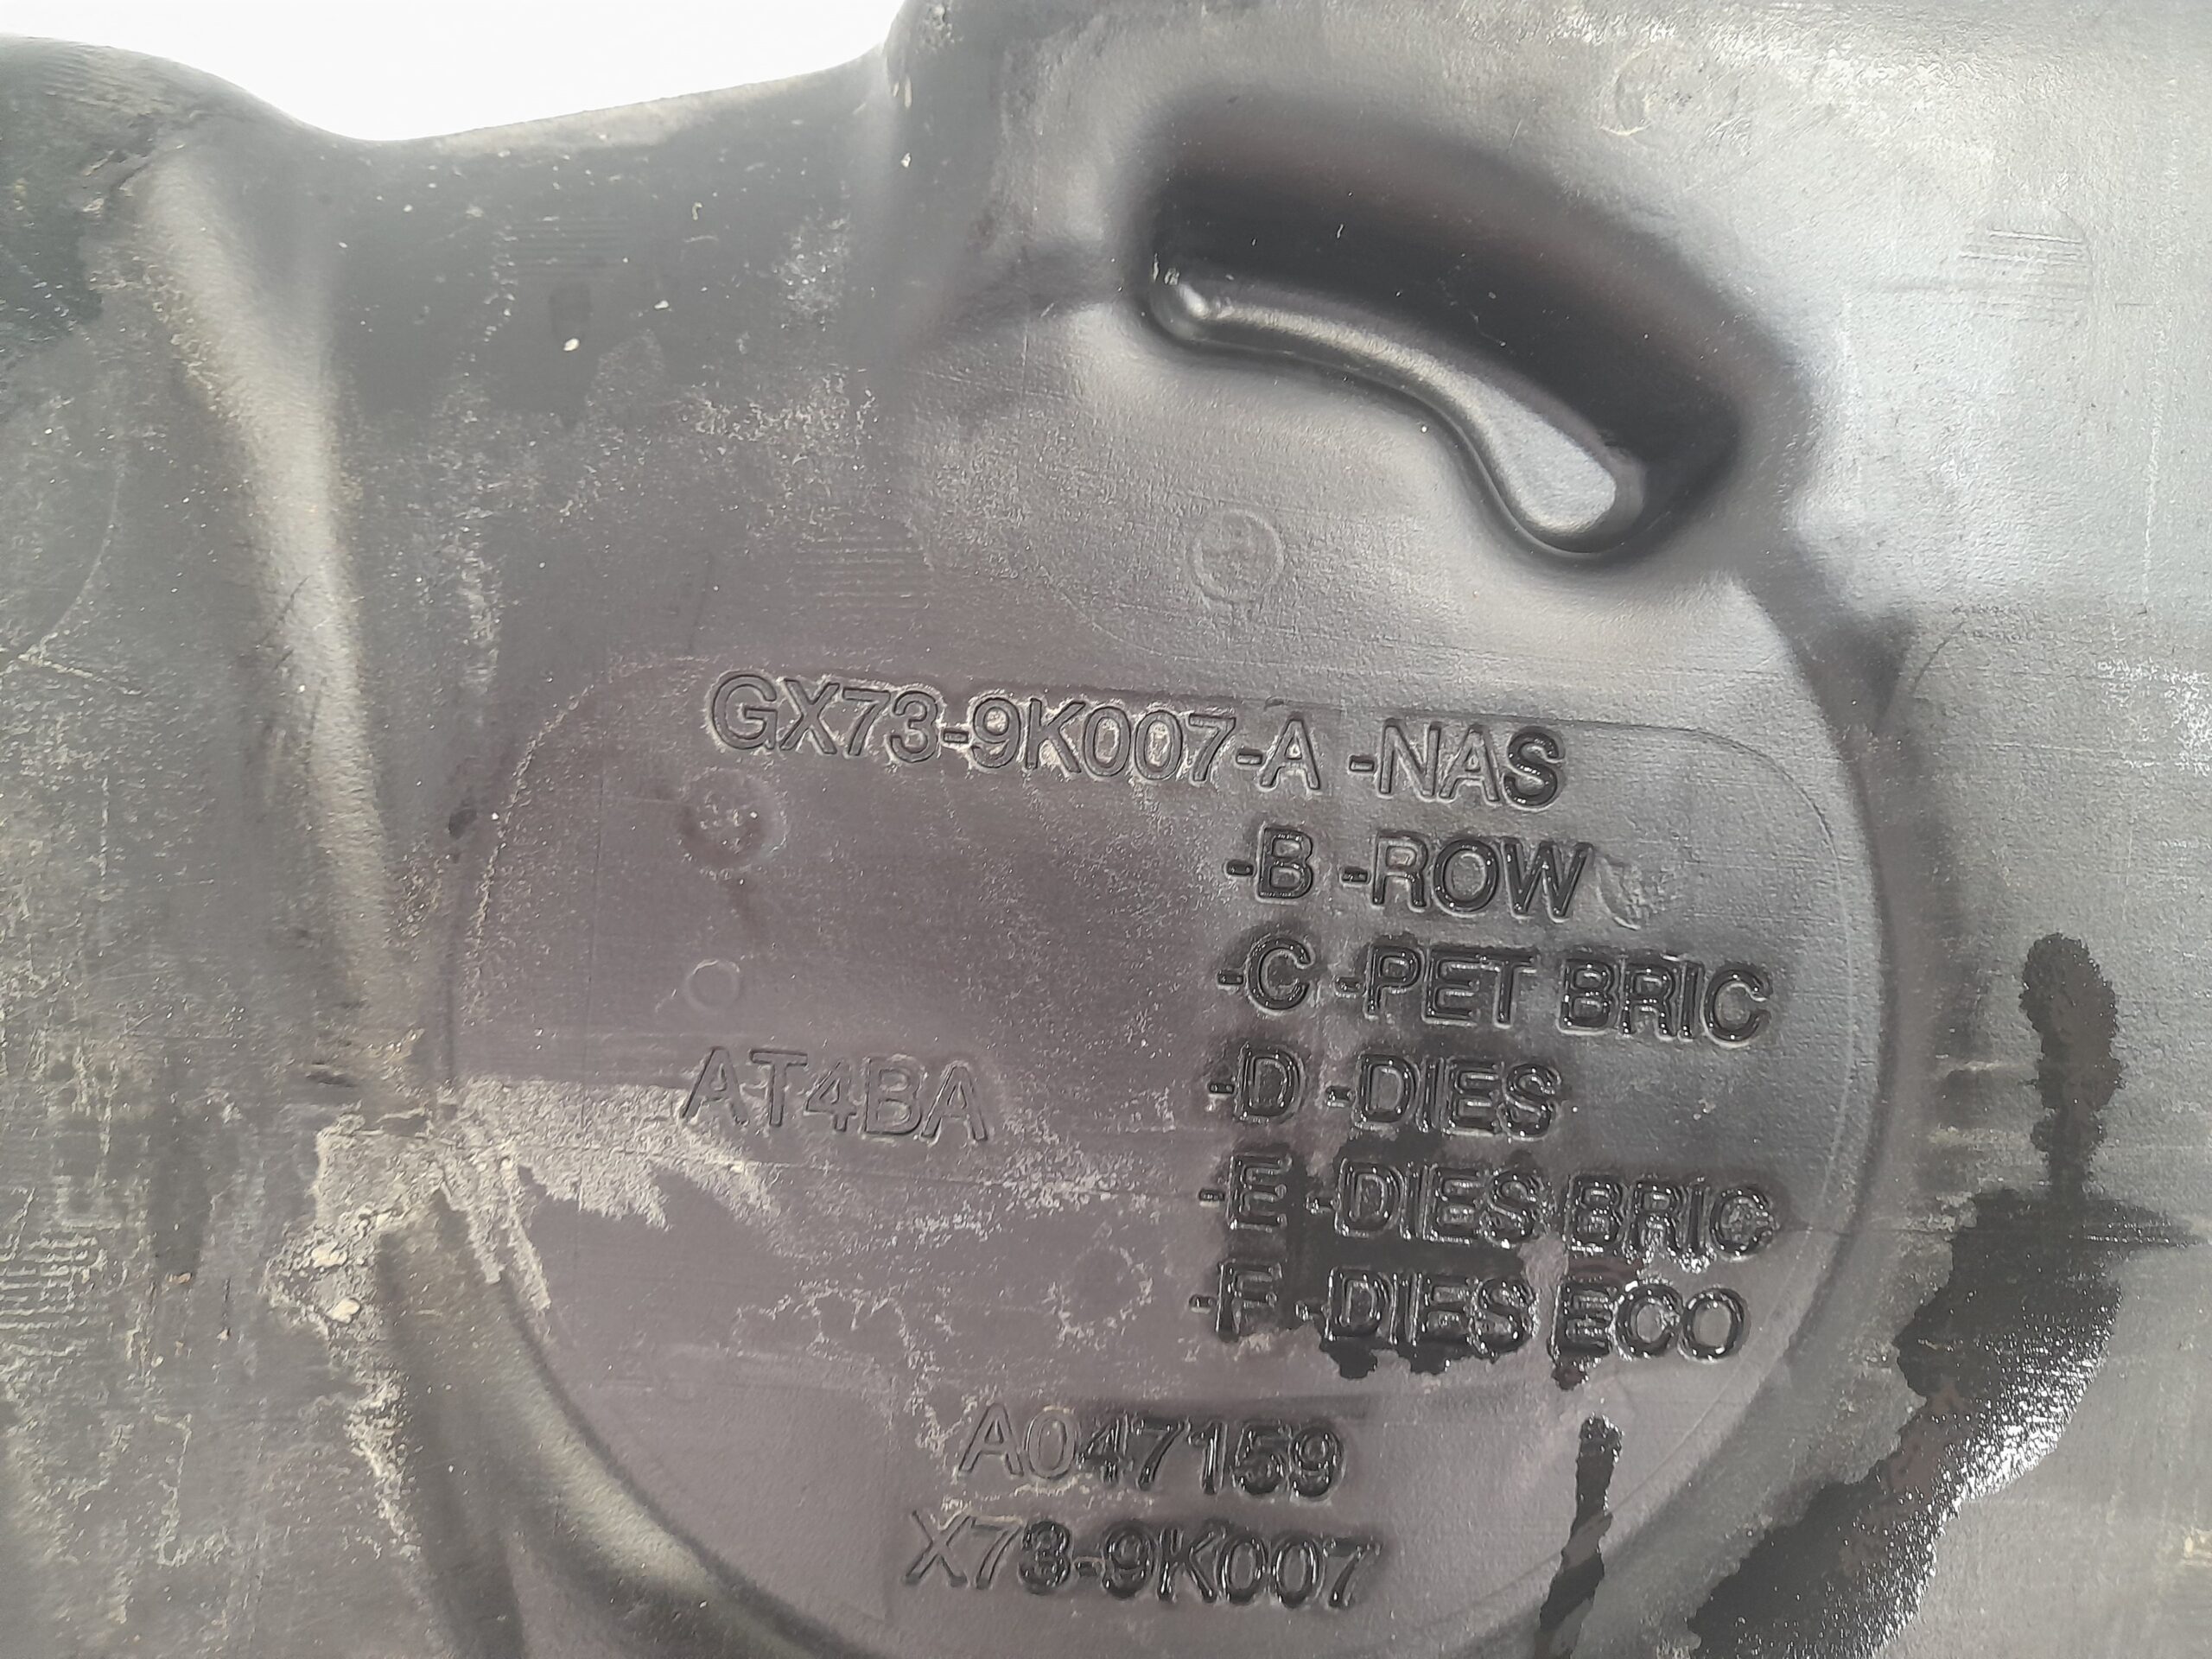 GX73-9K007-A -NAS
-B -ROW
-C -PET BRIC
-D -DIES
AT4BA
-E -DIES BRIC
-F -DIES ECO
A047159
X73-9K007